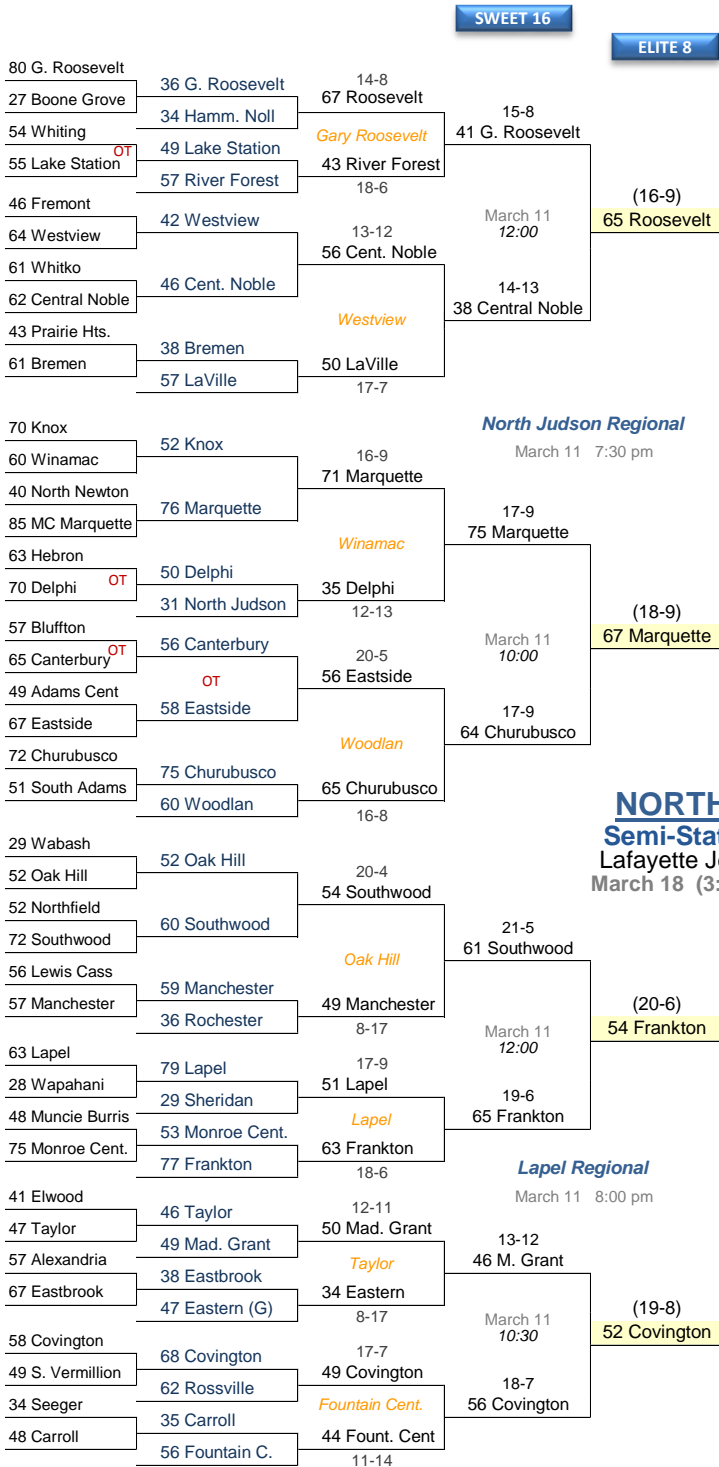 SWEET 16
ELITE 8
80 G. Roosevelt
27 Boone Grove
54 Whiting
55 Lake Station OT
46 Fremont
64 Westview
61 Whitko
62 Central Noble
43 Prairie Hts.
61 Bremen
36 G. Roosevelt
34 Hamm. Noll
49 Lake Station
57 River Forest
42 Westview
46 Cent. Noble
38 Bremen
57 LaVille
14-8
67 Roosevelt
Gary Roosevelt
43 River Forest
18-6
13-12
56 Cent. Noble
Westview
50 LaVille
17-7
15-8
41 G. Roosevelt
March 11
12:00
14-13
38 Central Noble
(16-9)
65 Roosevelt
North Judson Regional
March 11 7:30 pm
70 Knox
60 Winamac
40 North Newton
85 MC Marquette
63 Hebron
70 Delphi OT
57 Bluffton
65 Canterbury OT
49 Adams Cent
67 Eastside
72 Churubusco
51 South Adams
52 Knox
76 Marquette
50 Delphi
31 North Judson
56 Canterbury
OT
58 Eastside
75 Churubusco
60 Woodlan
16-9
71 Marquette
Winamac
35 Delphi
12-13
20-5
56 Eastside
Woodlan
65 Churubusco
16-8
17-9
75 Marquette
March 11
10:00
17-9
64 Churubusco
(18-9)
67 Marquette
NORTH
Semi-Stat
Lafayette Je
March 18 (3:
29 Wabash
52 Oak Hill
52 Northfield
72 Southwood
56 Lewis Cass
57 Manchester
63 Lapel
28 Wapahani
48 Muncie Burris
75 Monroe Cent.
52 Oak Hill
60 Southwood
59 Manchester
36 Rochester
79 Lapel
29 Sheridan
53 Monroe Cent.
77 Frankton
20-4
54 Southwood
Oak Hill
49 Manchester
8-17
17-9
51 Lapel
Lapel
63 Frankton
18-6
21-5
61 Southwood
March 11
12:00
19-6
65 Frankton
(20-6)
54 Frankton
Lapel Regional
March 11 8:00 pm
41 Elwood
47 Taylor
57 Alexandria
67 Eastbrook
58 Covington
49 S. Vermillion
34 Seeger
48 Carroll
46 Taylor
49 Mad. Grant
38 Eastbrook
47 Eastern (G)
68 Covington
62 Rossville
35 Carroll
56 Fountain C.
12-11
50 Mad. Grant
Taylor
34 Eastern
8-17
17-7
49 Covington
Fountain Cent.
44 Fount. Cent
11-14
13-12
46 M. Grant
March 11
10:30
18-7
56 Covington
(19-8)
52 Covington